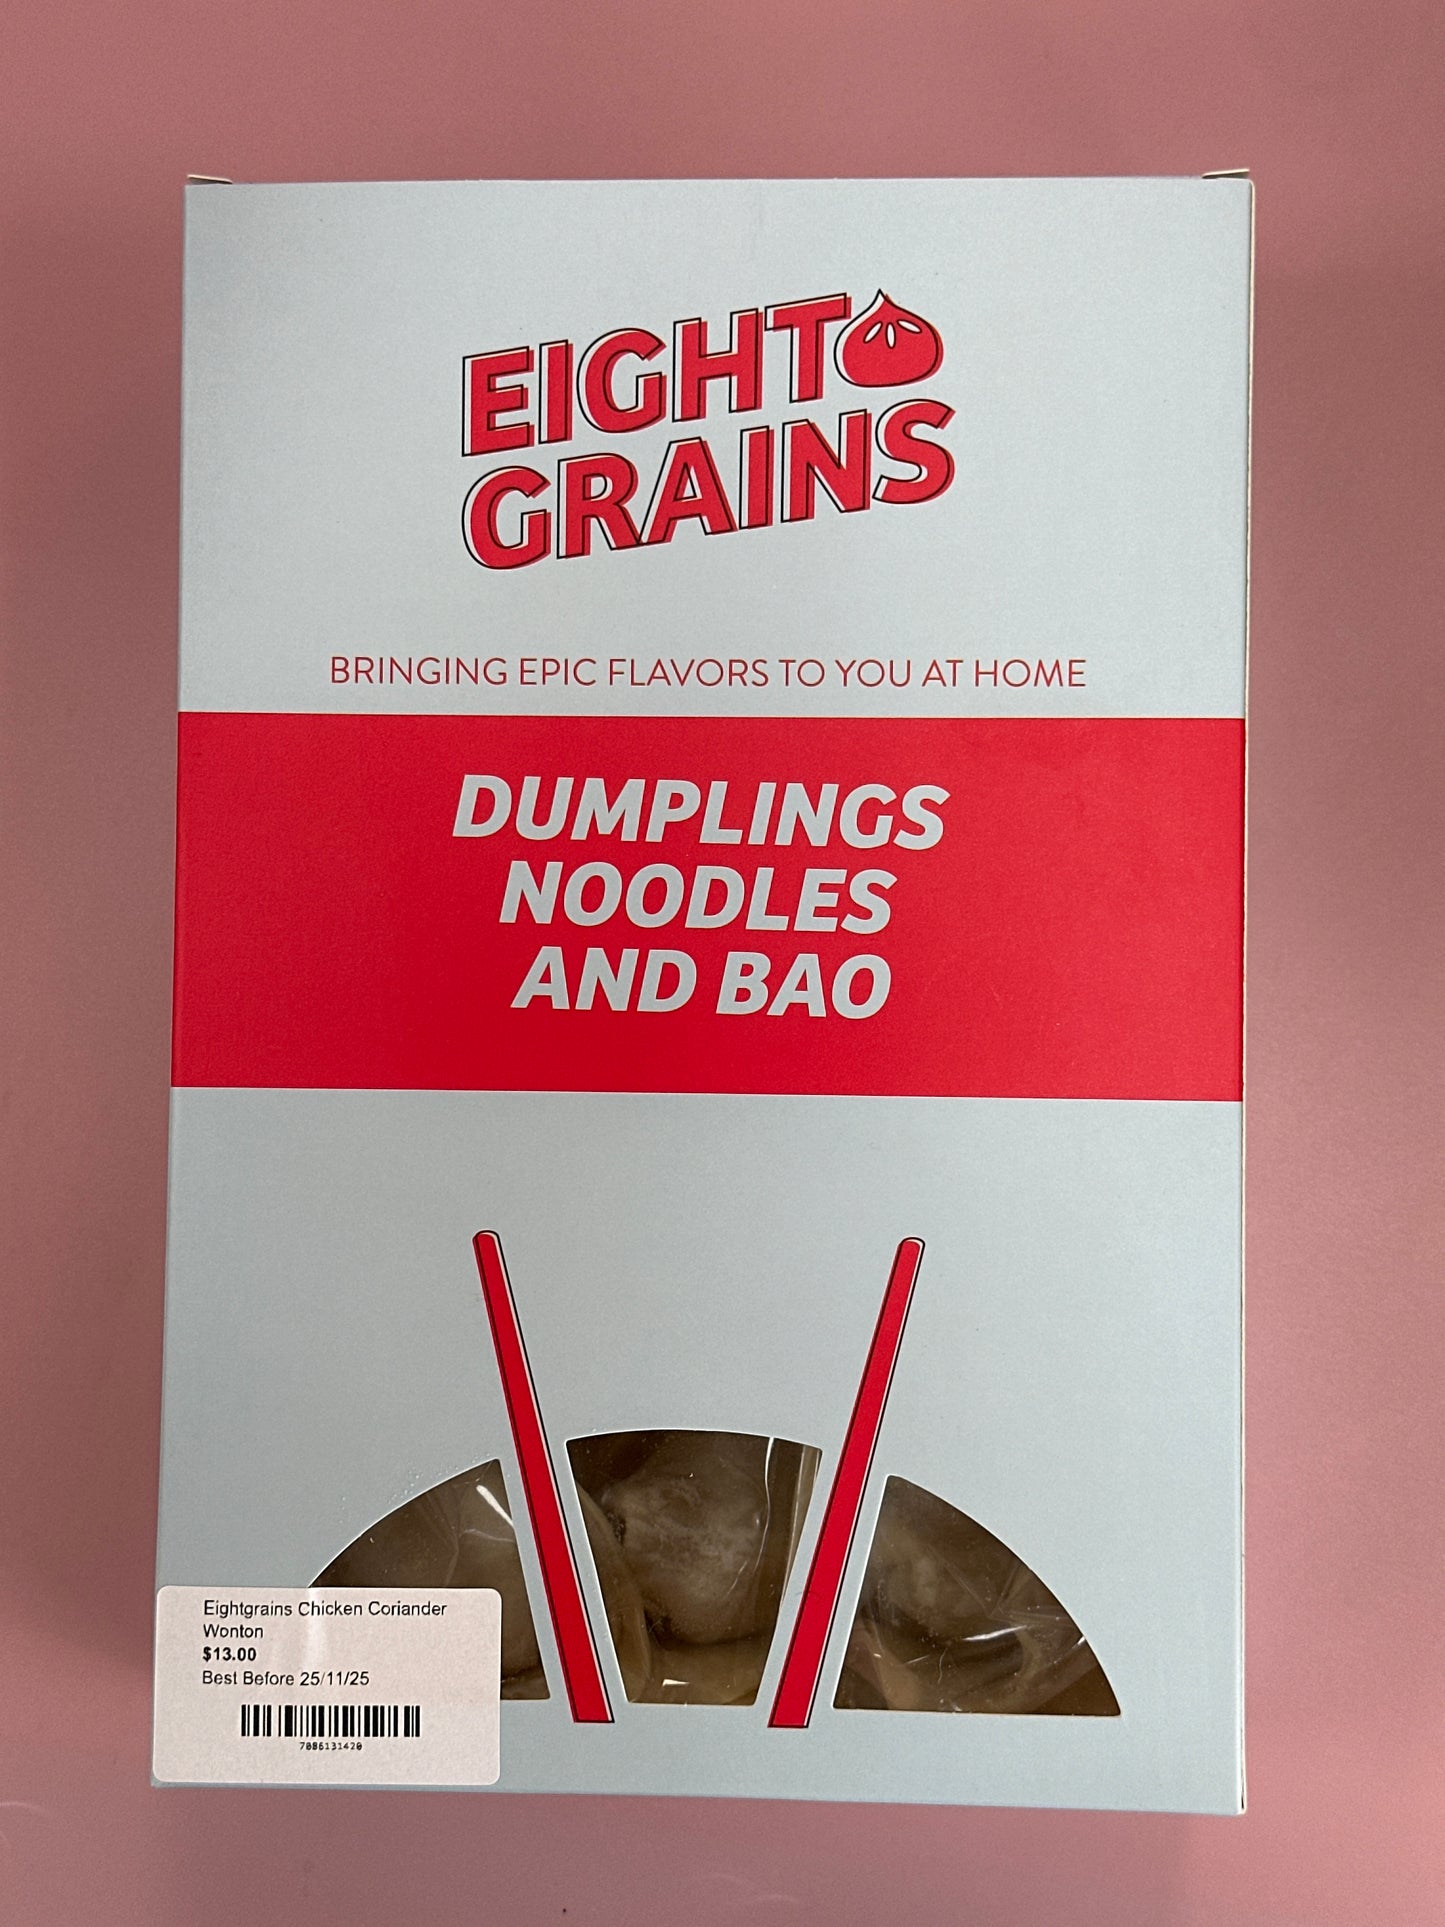 EIGHT
GRAINS
BRINGING EPIC FLAVORS TO YOU AT HOME
DUMPLINGS
NOODLES
AND BAO
Eightgrains Chicken Coriander
Wonton
$13.00
Best Before 25/11/25
7086131420